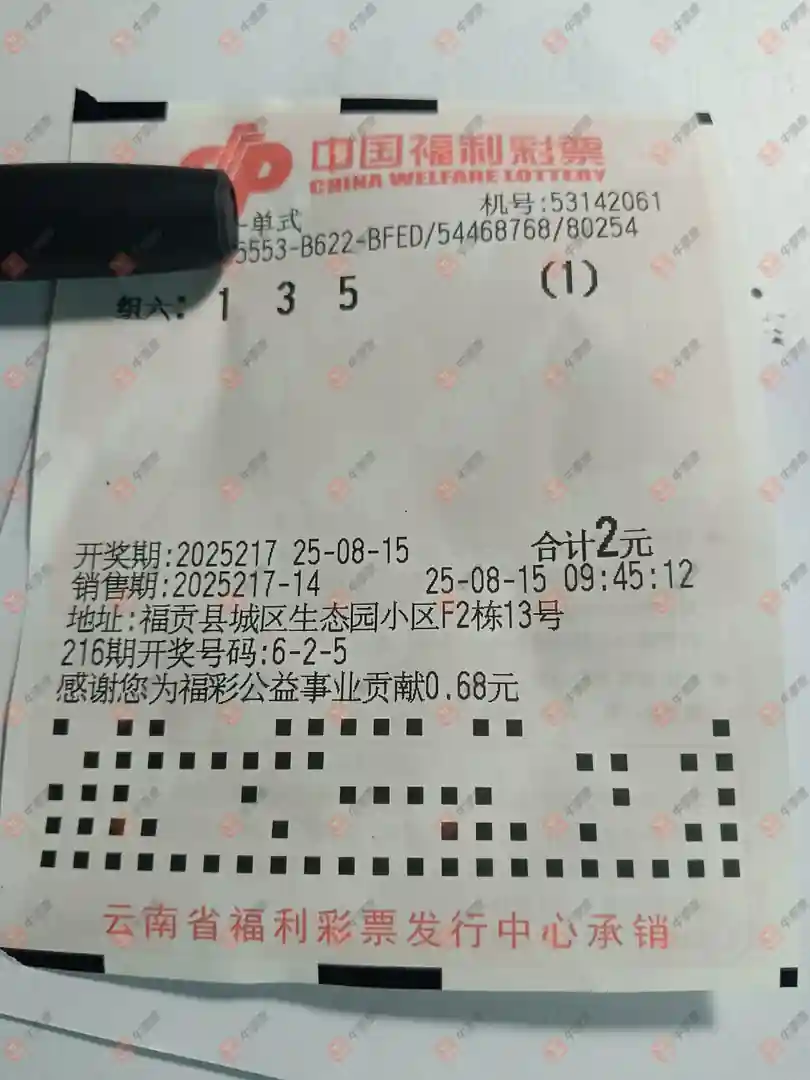 中国福利彩票
CHINA WELFARE LOTTERY
机号:53142061
-单式
5553-B622-BFED/54468768/80254
组六: 1 3 5 (1)
开奖期:2025217 25-08-15 合计2元
销售期:2025217-14 25-08-15 09:45:12
地址:福贡县城区生态园小区F2栋13号
216期开奖号码:6-2-5
感谢您为福彩公益事业贡献0.68元
云南省福利彩票发行中心承销